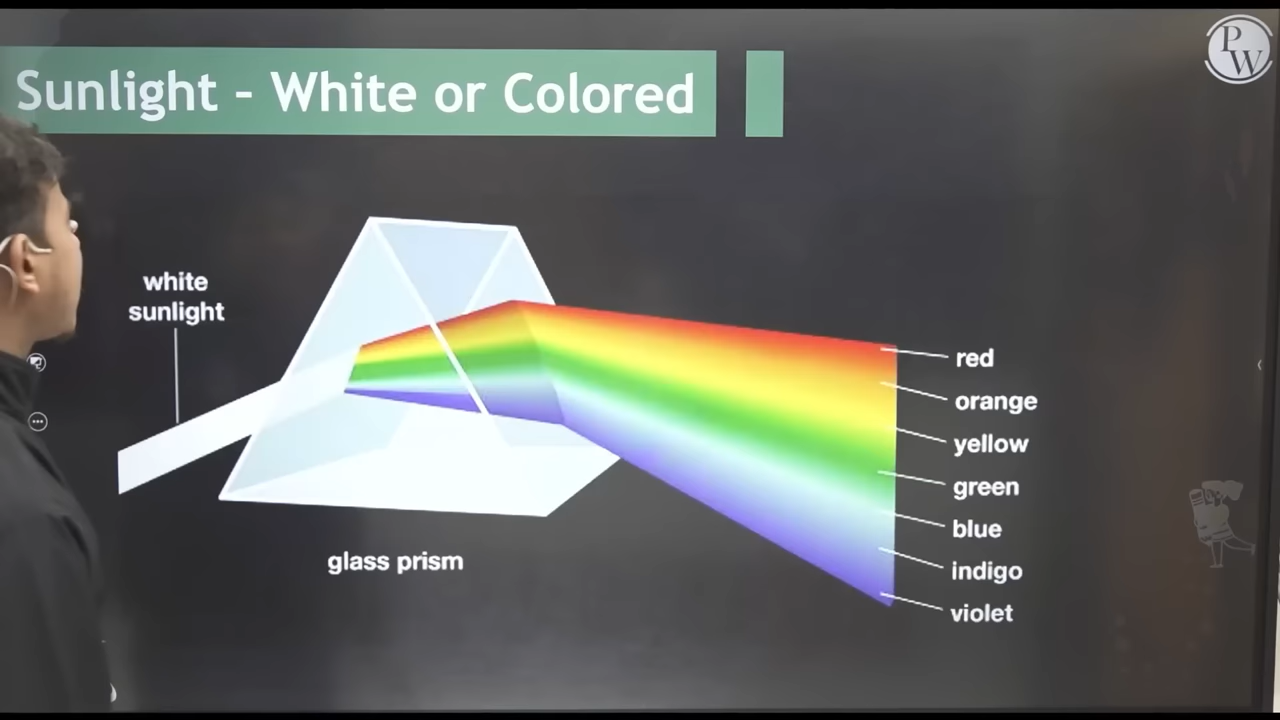 Sunlight - White or Colored
PW
white
sunlight
red
orange
yellow
green
blue
indigo
violet
glass prism